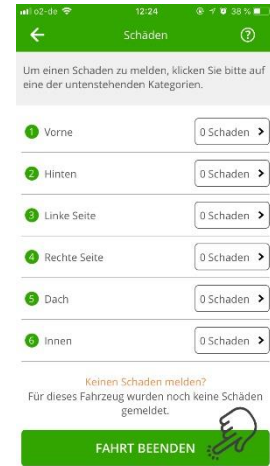 o2-de 12:24 38 %
Schäden ?
Um einen Schaden zu melden, klicken Sie bitte auf
eine der untenstehenden Kategorien.
1 Vorne 0 Schaden
2 Hinten 0 Schaden
3 Linke Seite 0 Schaden
4 Rechte Seite 0 Schaden
5 Dach 0 Schaden
6 Innen 0 Schaden
Keinen Schaden melden?
Für dieses Fahrzeug wurden noch keine Schäden
gemeldet.
FAHRT BEENDEN